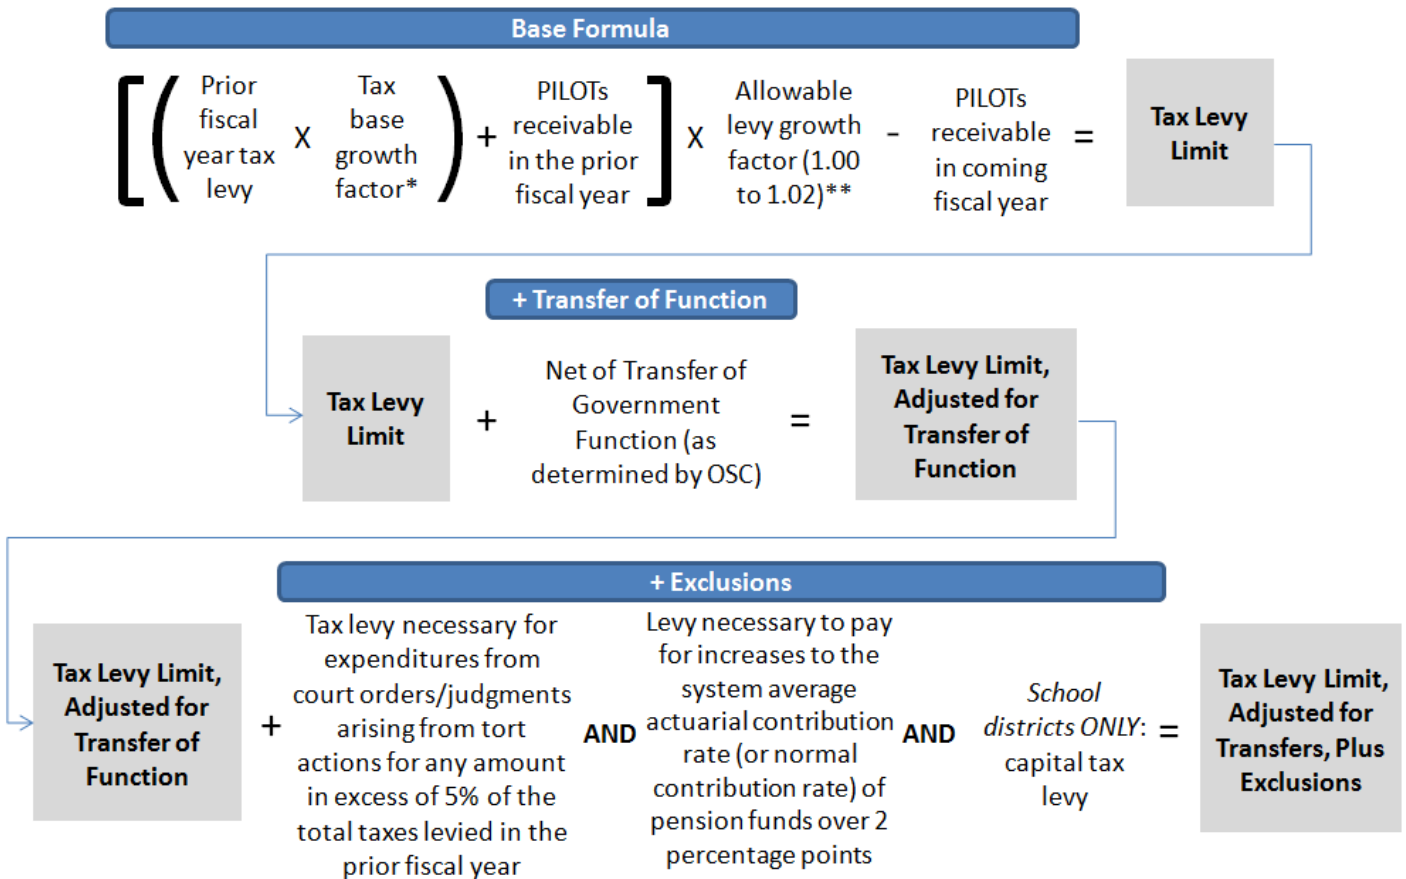 Base Formula
[(
Prior
fiscal
year tax
levy
X
Tax
base
growth
factor*
)
+
PILOTs
receivable
in the prior
fiscal year
]
X
Allowable
levy growth
factor (1.00
to 1.02)**
-
PILOTs
receivable
in coming
fiscal year
=
Tax Levy
Limit
+ Transfer of Function
Tax Levy
Limit
+
Net of Transfer of
Government
Function (as
determined by OSC)
=
Tax Levy Limit,
Adjusted for
Transfer of
Function
+ Exclusions
Tax Levy Limit,
Adjusted for
Transfer of
Function
+
Tax levy necessary for
expenditures from
court orders/judgments
arising from tort
actions for any amount
in excess of 5% of the
total taxes levied in the
prior fiscal year
AND
Levy necessary to pay
for increases to the
system average
actuarial contribution
rate (or normal
contribution rate) of
pension funds over 2
percentage points
AND
School
districts ONLY:
capital tax
levy
=
Tax Levy Limit,
Adjusted for
Transfers, Plus
Exclusions